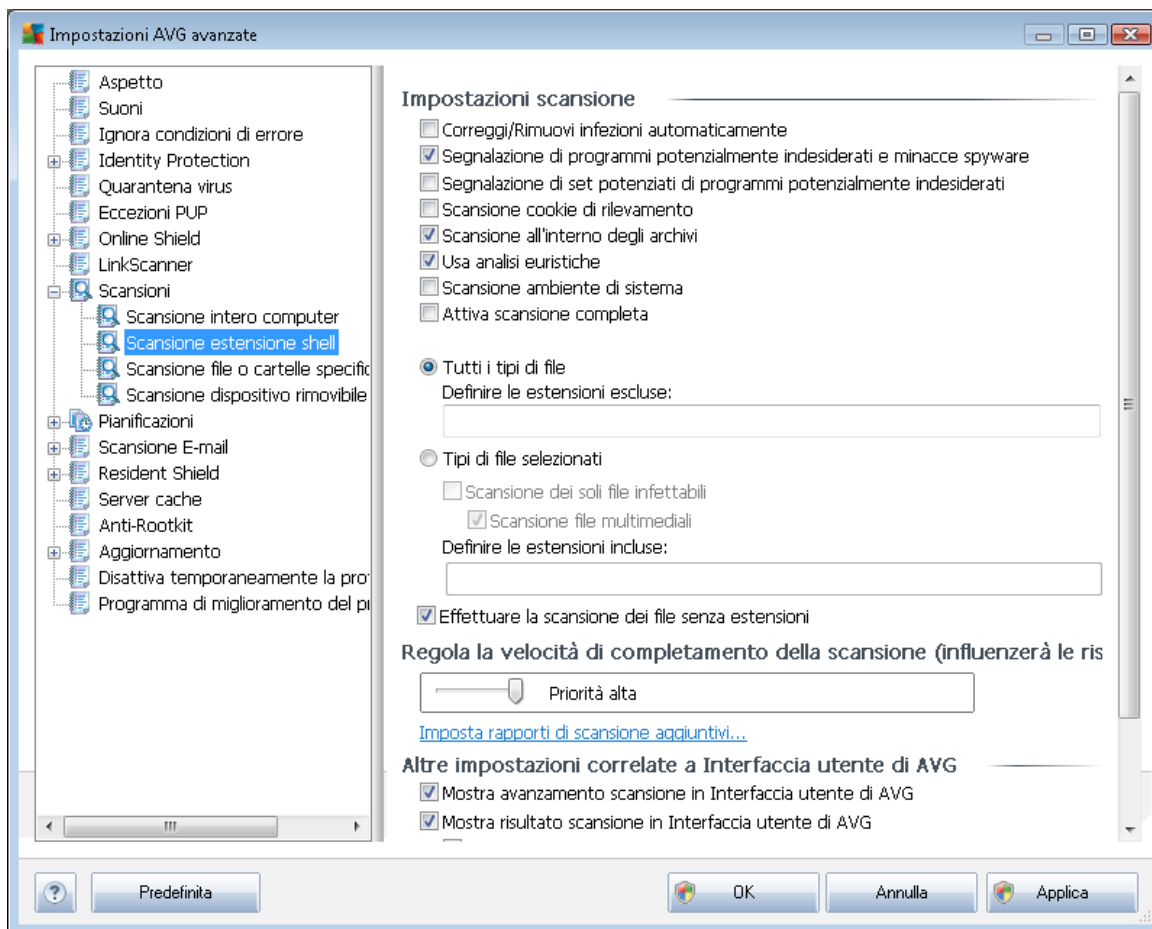 Impostazioni AVG avanzate
Aspetto
Suoni
Ignora condizioni di errore
Identity Protection
Quarantena virus
Eccezioni PUP
Online Shield
LinkScanner
Scansioni
Scansione intero computer
Scansione estensione shell
Scansione file o cartelle specific
Scansione dispositivo rimovibile
Pianificazioni
Scansione E-mail
Resident Shield
Server cache
Anti-Rootkit
Aggiornamento
Disattiva temporaneamente la pro
Programma di miglioramento del p
Impostazioni scansione
Correggi/Rimuovi infezioni automaticamente
Segnalazione di programmi potenzialmente indesiderati e minacce spyware
Segnalazione di set potenziati di programmi potenzialmente indesiderati
Scansione cookie di rilevamento
Scansione all'interno degli archivi
Usa analisi euristiche
Scansione ambiente di sistema
Attiva scansione completa
Tutti i tipi di file
Definire le estensioni escluse:
Tipi di file selezionati
Scansione dei soli file infettabili
Scansione file multimediali
Definire le estensioni incluse:
Effettuare la scansione dei file senza estensioni
Regola la velocità di completamento della scansione (influenzerà le ris
Priorità alta
Imposta rapporti di scansione aggiuntivi...
Altre impostazioni correlate a Interfaccia utente di AVG
Mostra avanzamento scansione in Interfaccia utente di AVG
Mostra risultato scansione in Interfaccia utente di AVG
?
Predefinita
OK
Annulla
Applica